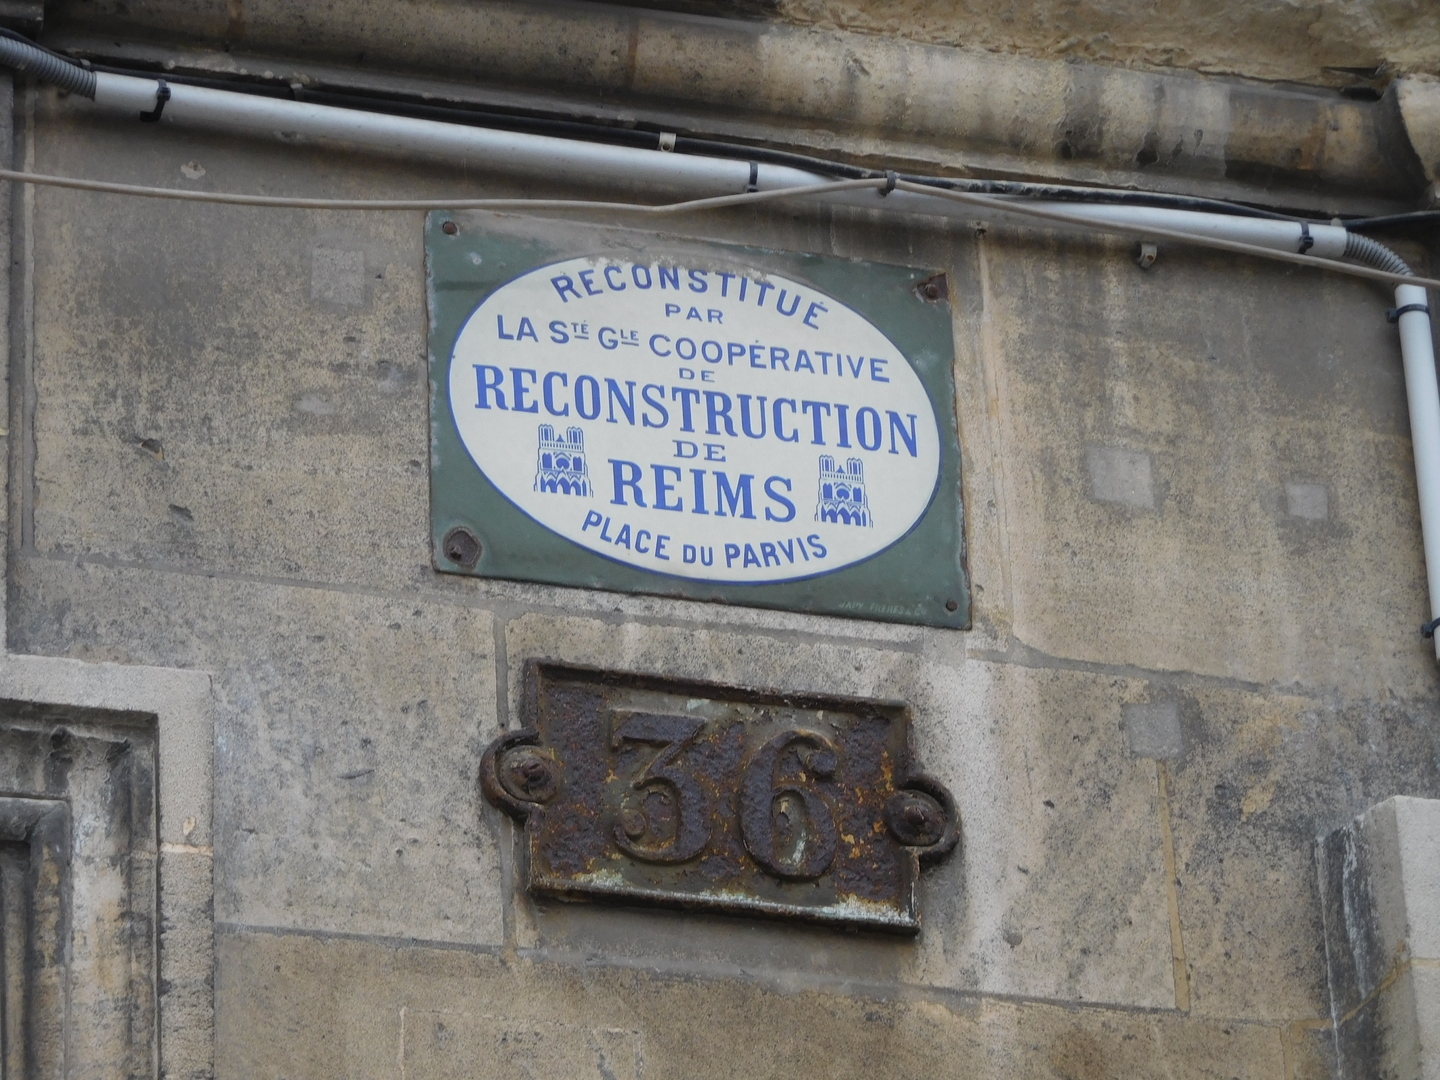 RECONSTITUÉ
PAR
LA STÉ GLE COOPÉRATIVE
DE
RECONSTRUCTION
DE
REIMS
PLACE DU PARVIS
36